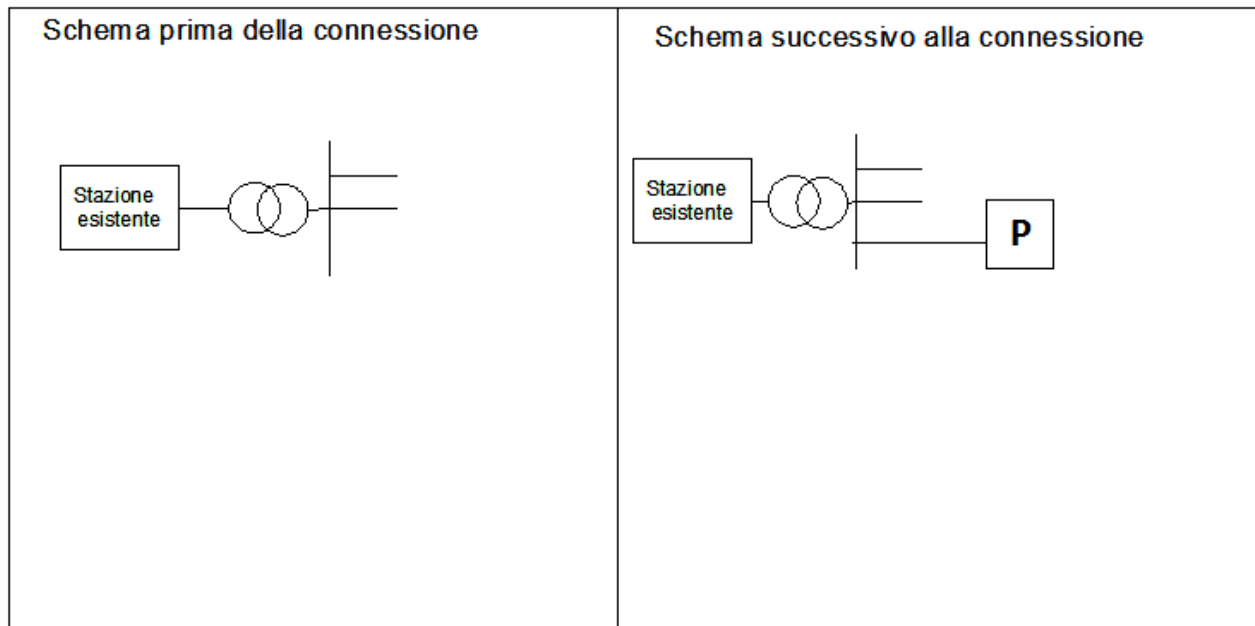 Schema prima della connessione
Stazione
esistente
Schema successivo alla connessione
Stazione
esistente
P